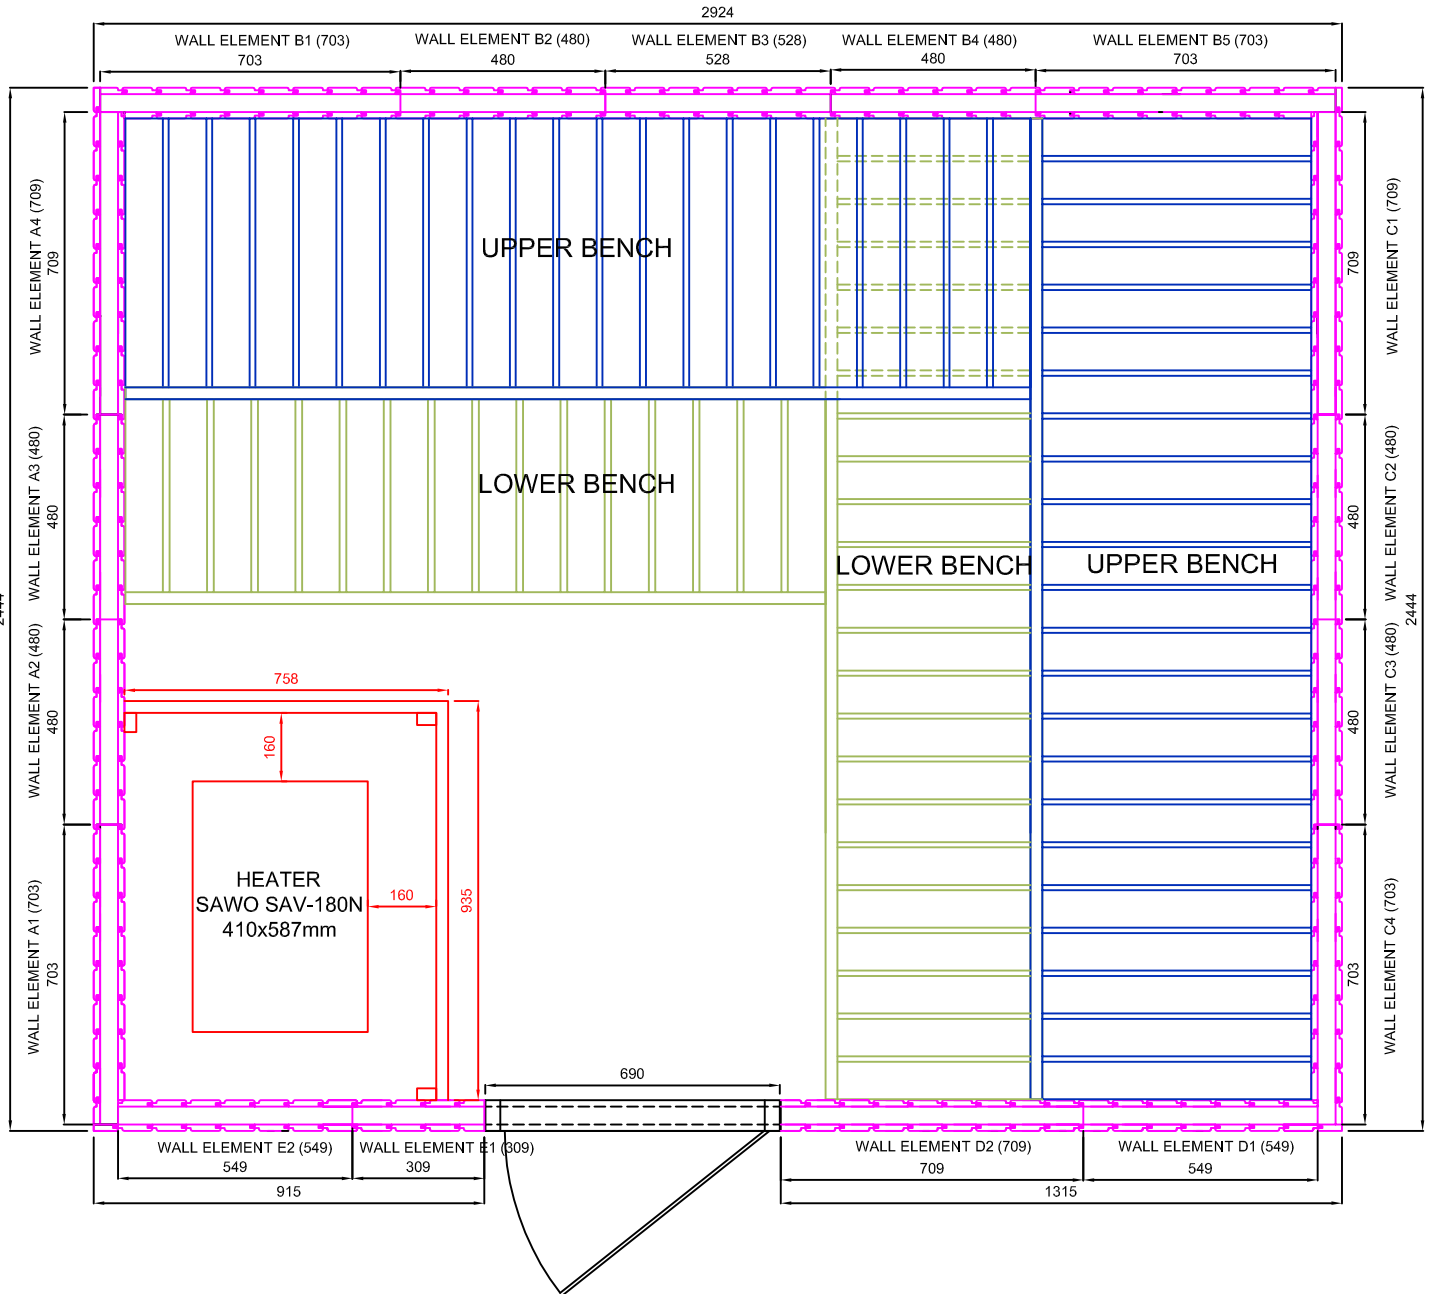 2924
WALL ELEMENT B1 (703)
WALL ELEMENT B2 (480)
WALL ELEMENT B3 (528)
WALL ELEMENT B4 (480)
WALL ELEMENT B5 (703)
703
480
528
480
703
WALL ELEMENT A4 (709)
709
WALL ELEMENT A3 (480)
480
2444
WALL ELEMENT A2 (480)
480
WALL ELEMENT A1 (703)
703
UPPER BENCH
LOWER BENCH
LOWER BENCH
UPPER BENCH
709
WALL ELEMENT C1 (709)
480
WALL ELEMENT C2 (480)
2444
480
WALL ELEMENT C3 (480)
703
WALL ELEMENT C4 (703)
758
160
HEATER
SAWO SAV-180N
410x587mm
160
935
690
WALL ELEMENT E2 (549)
WALL ELEMENT E1 (309)
WALL ELEMENT D2 (709)
WALL ELEMENT D1 (549)
549
309
709
549
915
1315